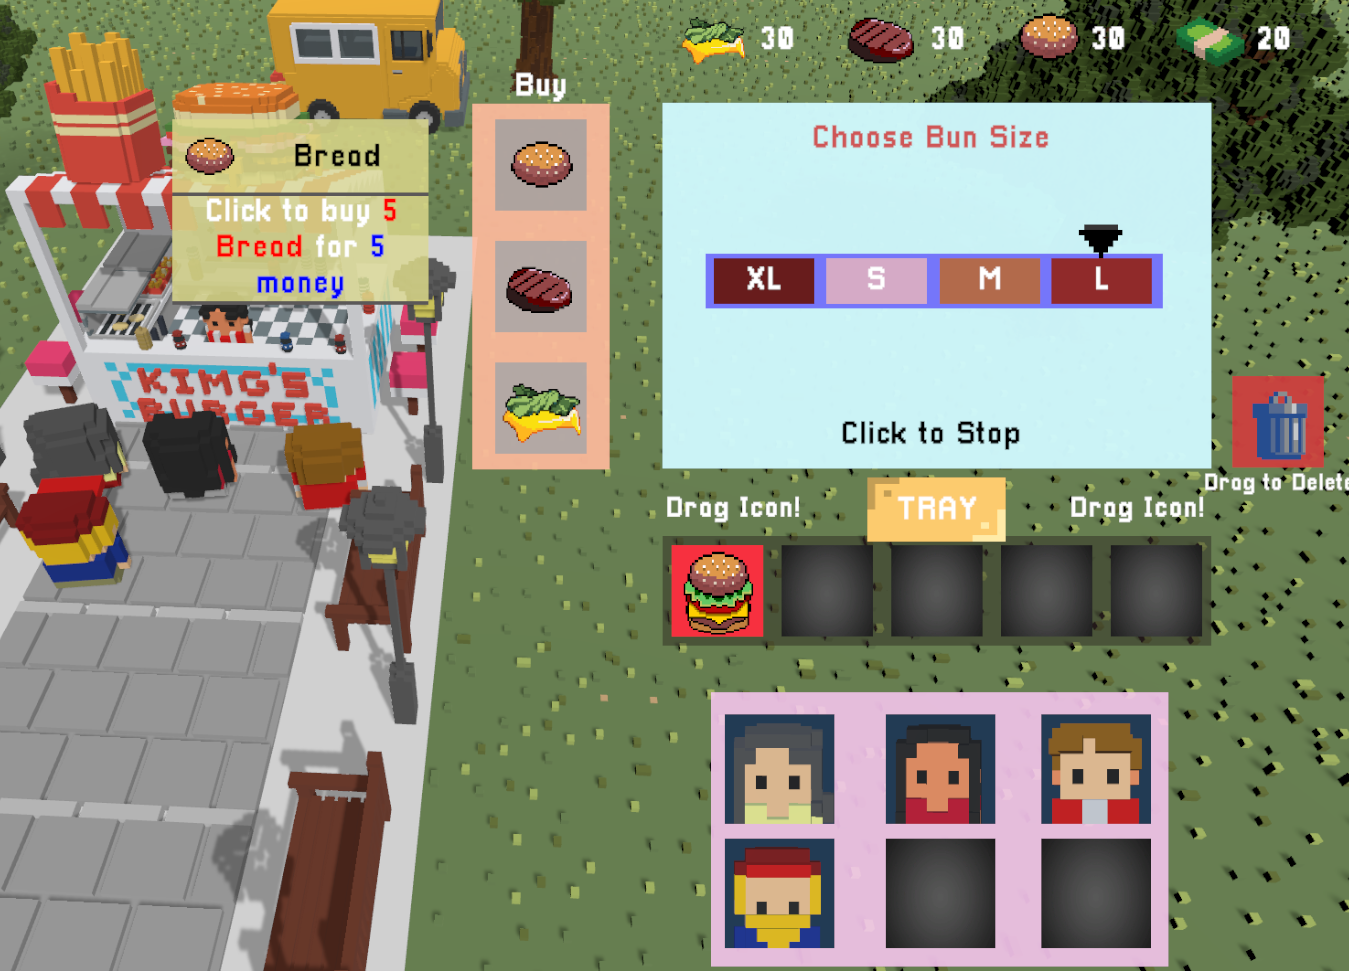 30
30
30
20
Buy
Bread
Click to buy 5
Bread for 5
money
Choose Bun Size
XL
S
M
L
Click to Stop
KIMG'S
BURGER
Drag to Delete
Drag Icon!
TRAY
Drag Icon!